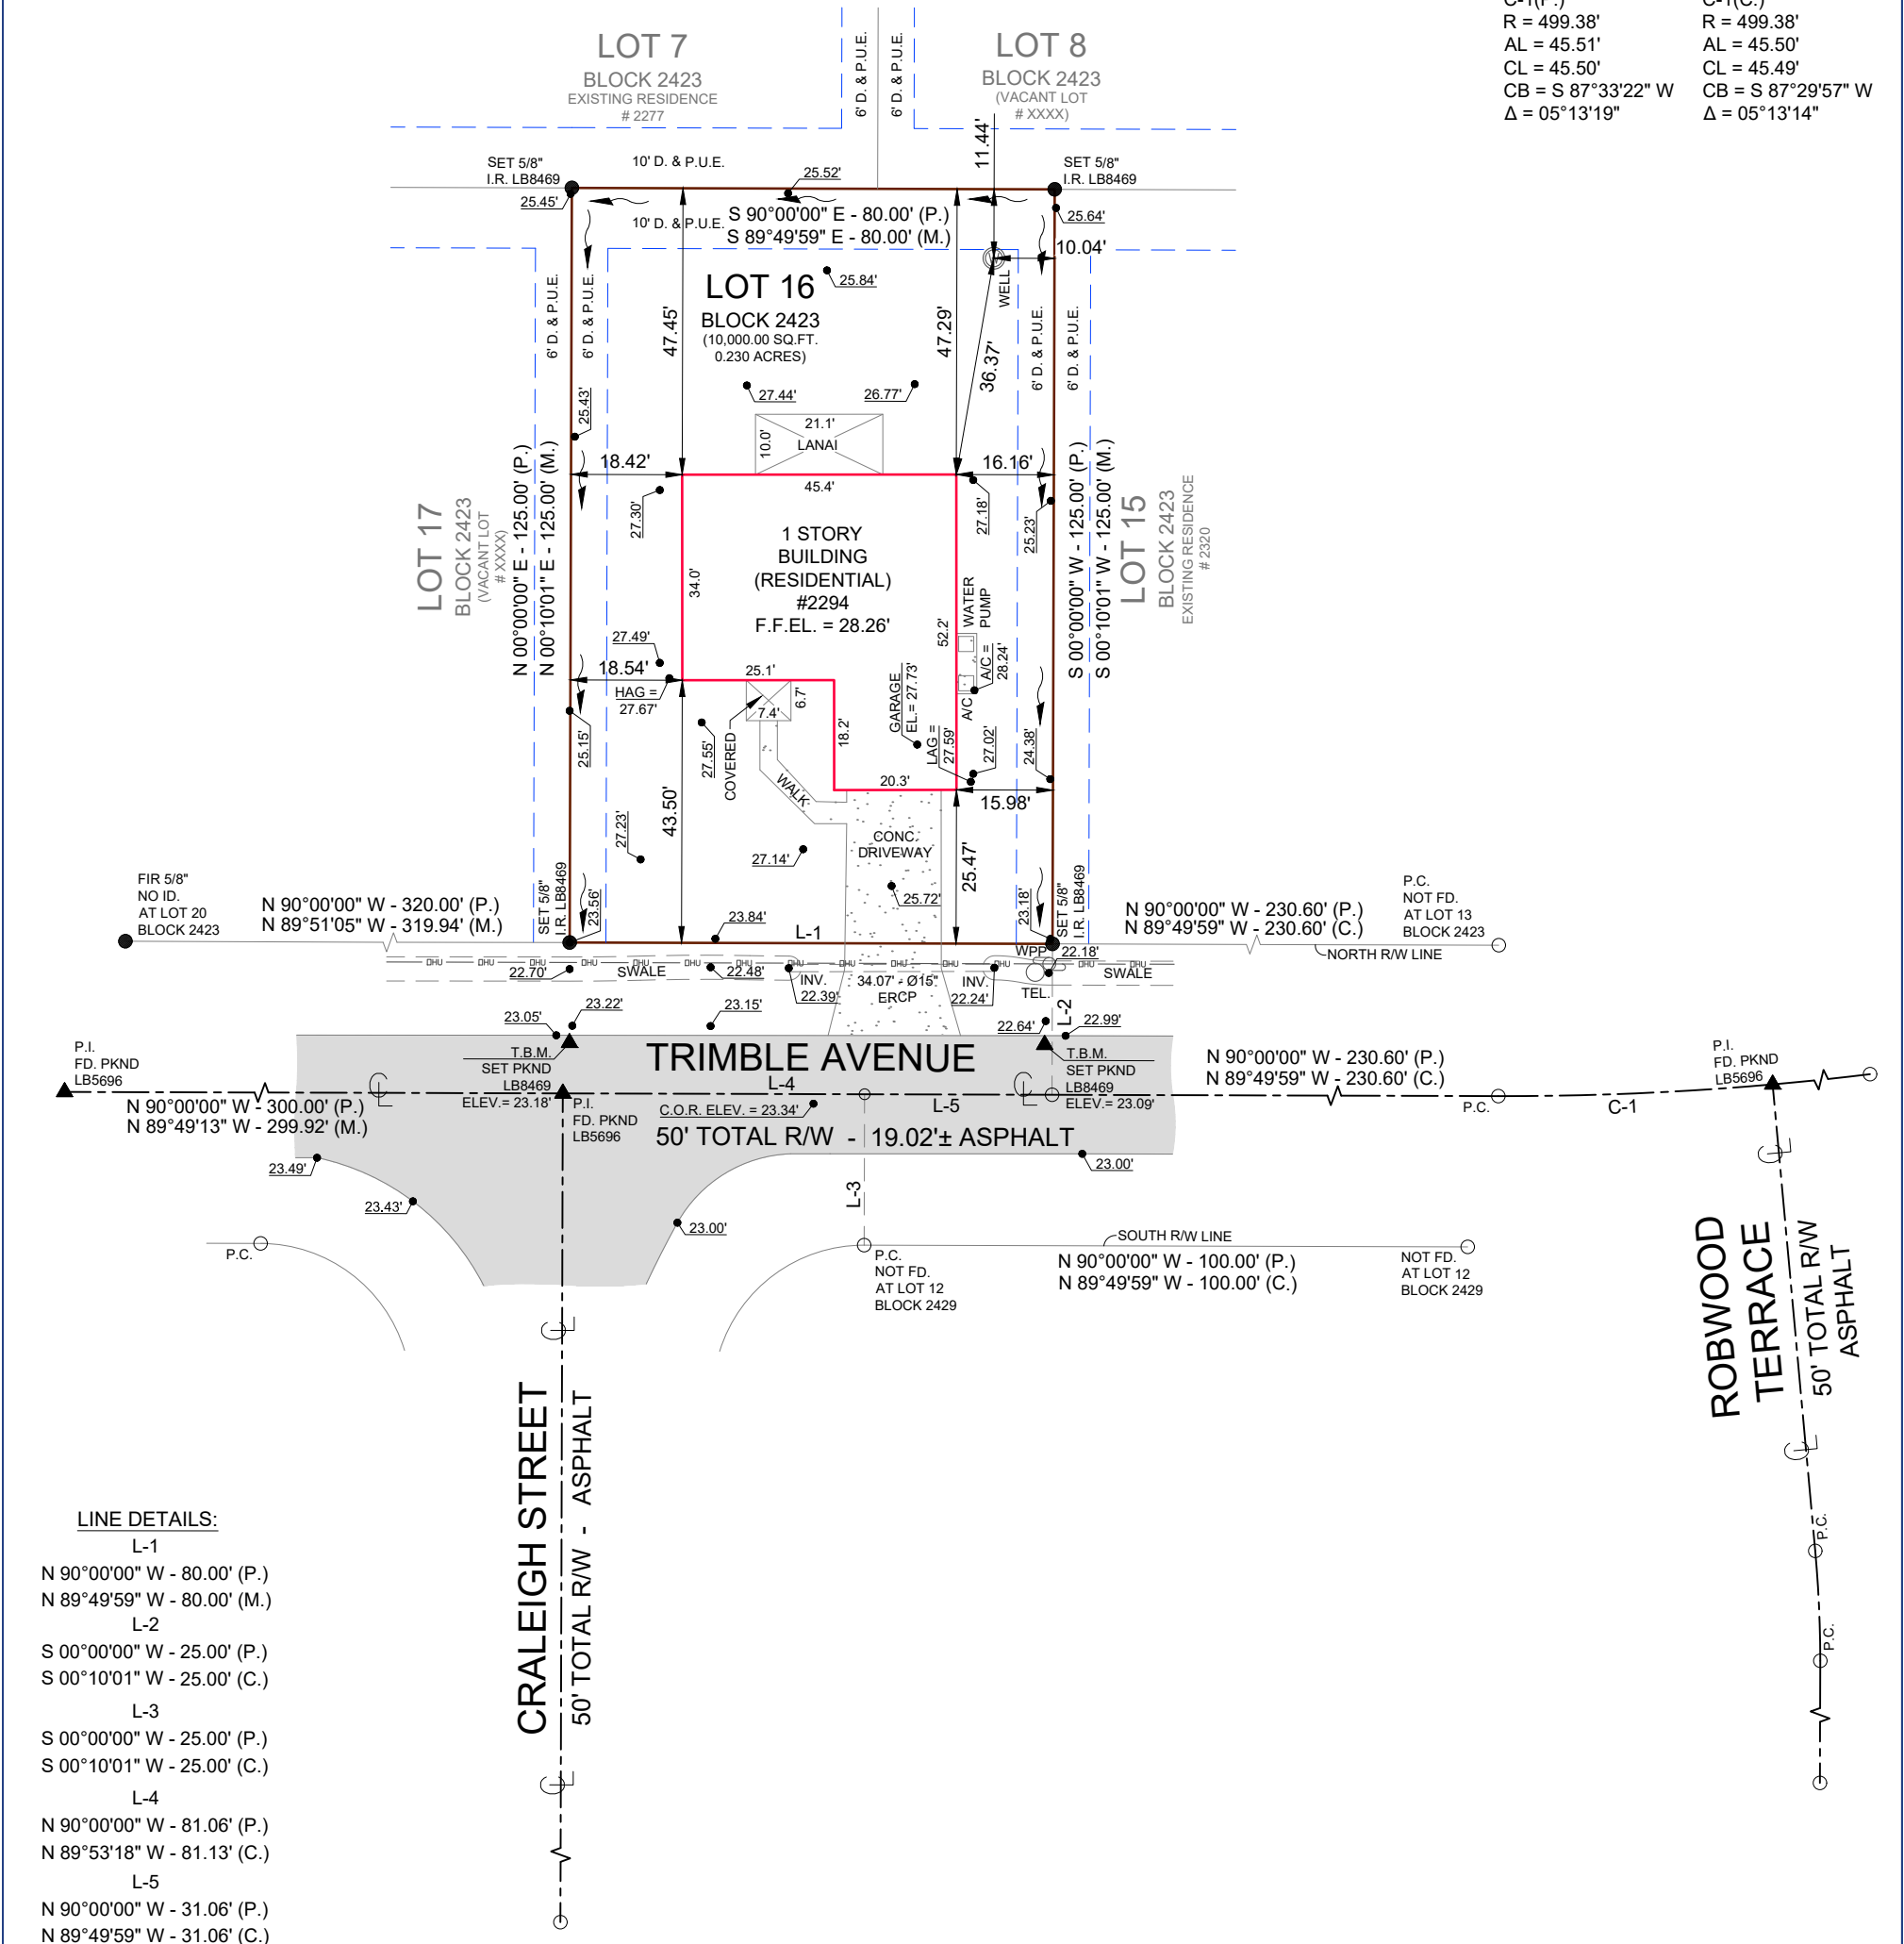 C-1(P.)
R = 499.38'
AL = 45.51'
CL = 45.50'
CB = S 87°33'22" W
Δ = 05°13'19"
C-1(C.)
R = 499.38'
AL = 45.50'
CL = 45.49'
CB = S 87°29'57" W
Δ = 05°13'14"
LOT 7
BLOCK 2423
EXISTING RESIDENCE
# 2277
6' D. & P.U.E.
6' D. & P.U.E.
LOT 8
BLOCK 2423
(VACANT LOT
# XXXX)
11.44'
SET 5/8"
I.R. LB8469
10' D. & P.U.E.
25.52'
SET 5/8"
I.R. LB8469
25.45'
10' D. & P.U.E.
S 90°00'00" E - 80.00' (P.)
S 89°49'59" E - 80.00' (M.)
25.64'
10.04'
WELL
LOT 16
BLOCK 2423
(10,000.00 SQ.FT.
0.230 ACRES)
25.84'
6' D. & P.U.E.
6' D. & P.U.E.
47.45'
47.29'
36.37'
6' D. & P.U.E.
6' D. & P.U.E.
27.44'
26.77'
25.43'
21.1'
10.0'
LANAI
18.42'
45.4'
16.16'
LOT 17
BLOCK 2423
(VACANT LOT
# XXXX)
N 00°00'00" E - 125.00' (P.)
N 00°10'01" E - 125.00' (M.)
27.30'
27.18'
25.23'
S 00°00'00" W - 125.00' (P.)
S 00°10'01" W - 125.00' (M.)
LOT 15
BLOCK 2423
EXISTING RESIDENCE
# 2320
1 STORY
BUILDING
(RESIDENTIAL)
#2294
F.F.EL. = 28.26'
34.0'
52.2'
WATER
PUMP
A/C =
28.24'
A/C
27.49'
18.54'
HAG =
27.67'
25.1'
6.7'
7.4'
18.2'
COVERED
WALK
GARAGE
EL.= 27.73'
LAG =
27.59'
27.02'
24.38'
25.15'
27.55'
20.3'
15.98'
43.50'
27.23'
27.14'
CONC.
DRIVEWAY
25.47'
25.72'
FIR 5/8"
NO ID.
AT LOT 20
BLOCK 2423
N 90°00'00" W - 320.00' (P.)
N 89°51'05" W - 319.94' (M.)
SET 5/8"
I.R. LB8469
23.56'
23.84'
L-1
23.18'
SET 5/8"
I.R. LB8469
N 90°00'00" W - 230.60' (P.)
N 89°49'59" W - 230.60' (C.)
P.C.
NOT FD.
AT LOT 13
BLOCK 2423
NORTH R/W LINE
WPP
22.18'
OHU OHU OHU OHU OHU OHU OHU OHU OHU OHU OHU OHU OHU OHU
22.70'
SWALE
22.48'
INV.
22.39'
34.07' - Ø15"
ERCP
INV.
22.24'
TEL.
SWALE
L-2
23.05'
23.22'
23.15'
22.64'
22.99'
P.I.
FD. PKND
LB5696
T.B.M.
SET PKND
LB8469
ELEV.= 23.18'
TRIMBLE AVENUE
T.B.M.
SET PKND
LB8469
ELEV.= 23.09'
N 90°00'00" W - 230.60' (P.)
N 89°49'59" W - 230.60' (C.)
P.I.
FD. PKND
LB5696
L-4
N 90°00'00" W - 300.00' (P.)
N 89°49'13" W - 299.92' (M.)
P.I.
FD. PKND
LB5696
C.O.R. ELEV. = 23.34'
L-5
P.C.
C-1
50' TOTAL R/W - 19.02'± ASPHALT
23.49'
23.00'
23.43'
23.00'
L-3
P.C.
P.C.
NOT FD.
AT LOT 12
BLOCK 2429
SOUTH R/W LINE
N 90°00'00" W - 100.00' (P.)
N 89°49'59" W - 100.00' (C.)
NOT FD.
AT LOT 12
BLOCK 2429
ROBWOOD
TERRACE
50' TOTAL R/W
ASPHALT
P.C.
P.C.
CRALEIGH STREET
50' TOTAL R/W - ASPHALT
LINE DETAILS:
L-1
N 90°00'00" W - 80.00' (P.)
N 89°49'59" W - 80.00' (M.)
L-2
S 00°00'00" W - 25.00' (P.)
S 00°10'01" W - 25.00' (C.)
L-3
S 00°00'00" W - 25.00' (P.)
S 00°10'01" W - 25.00' (C.)
L-4
N 90°00'00" W - 81.06' (P.)
N 89°53'18" W - 81.13' (C.)
L-5
N 90°00'00" W - 31.06' (P.)
N 89°49'59" W - 31.06' (C.)